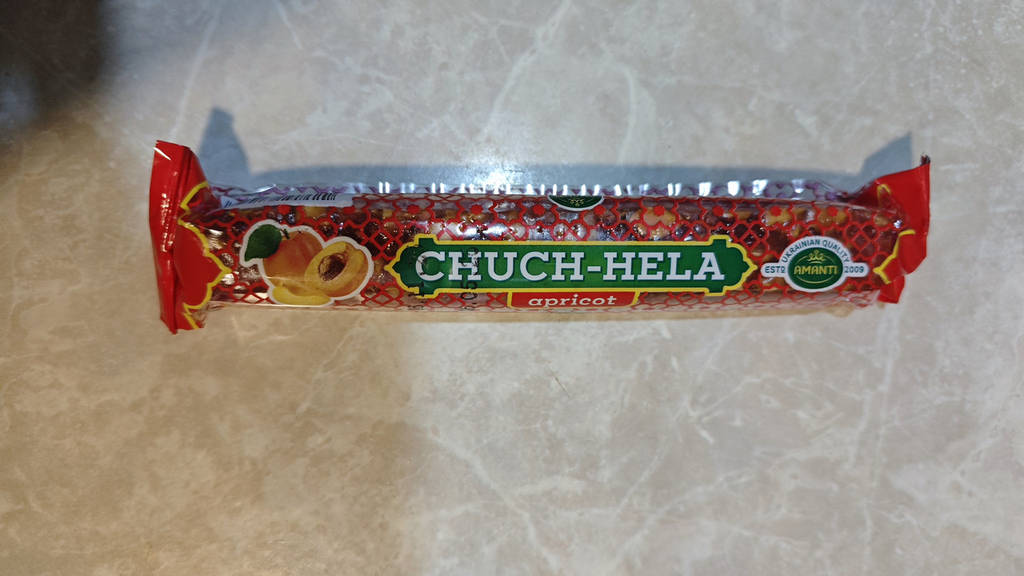 CHUCH-HELA
apricot
UKRAINIAN QUALITY
ESTD AMANTI 2009